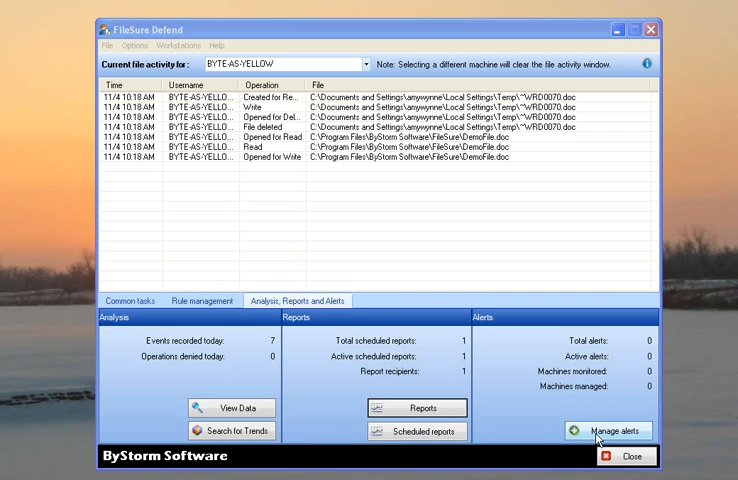 FileSure Defend
File Options Workstations Help
Current file activity for: BYTE-AS-YELLOW Note: Selecting a different machine will clear the file activity window.
Time Username Operation File
11/4 10:18 AM BYTE-AS-YELLO... Created for Re... C:\Documents and Settings\amywynne\Local Settings\Temp\~WRD0070.doc
11/4 10:18 AM BYTE-AS-YELLO... Write C:\Documents and Settings\amywynne\Local Settings\Temp\~WRD0070.doc
11/4 10:18 AM BYTE-AS-YELLO... Opened for Del... C:\Documents and Settings\amywynne\Local Settings\Temp\~WRD0070.doc
11/4 10:18 AM BYTE-AS-YELLO... File deleted C:\Documents and Settings\amywynne\Local Settings\Temp\~WRD0070.doc
11/4 10:18 AM BYTE-AS-YELLO... Opened for Read C:\Program Files\ByStorm Software\FileSure\DemoFile.doc
11/4 10:18 AM BYTE-AS-YELLO... Read C:\Program Files\ByStorm Software\FileSure\DemoFile.doc
11/4 10:18 AM BYTE-AS-YELLO... Opened for Write C:\Program Files\ByStorm Software\FileSure\DemoFile.doc
Common tasks Rule management Analysis, Reports and Alerts
Analysis Reports Alerts
Events recorded today: 7 Total scheduled reports: 1 Total alerts: 0
Operations denied today: 0 Active scheduled reports: 1 Active alerts: 0
Report recipients: 1 Machines monitored: 0
Machines managed: 0
View Data Reports
Search for Trends Scheduled reports Manage alerts
ByStorm Software Close